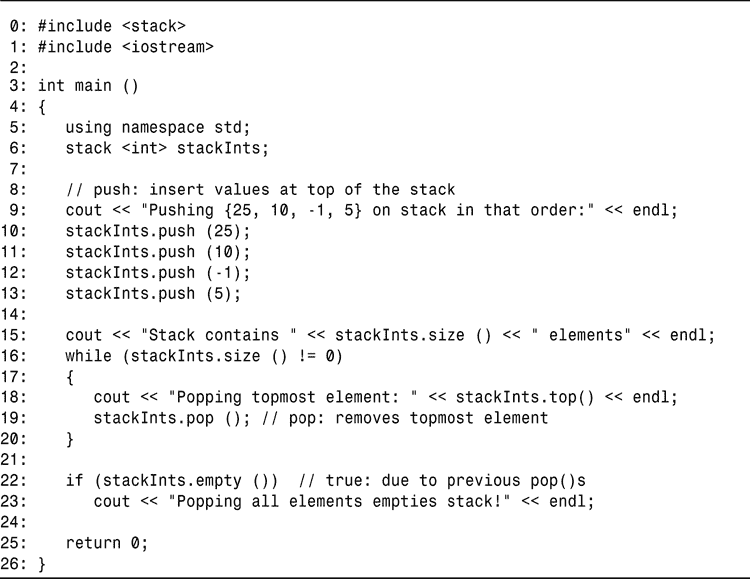 0: #include <stack>
1: #include <iostream>
2:
3: int main ()
4: {
5:    using namespace std;
6:    stack <int> stackInts;
7:
8:    // push: insert values at top of the stack
9:    cout << "Pushing {25, 10, -1, 5} on stack in that order:" << endl;
10:    stackInts.push (25);
11:    stackInts.push (10);
12:    stackInts.push (-1);
13:    stackInts.push (5);
14:
15:    cout << "Stack contains " << stackInts.size () << " elements" << endl;
16:    while (stackInts.size () != 0)
17:    {
18:       cout << "Popping topmost element: " << stackInts.top() << endl;
19:       stackInts.pop (); // pop: removes topmost element
20:    }
21:
22:    if (stackInts.empty ())  // true: due to previous pop()s
23:       cout << "Popping all elements empties stack!" << endl;
24:
25:    return 0;
26: }